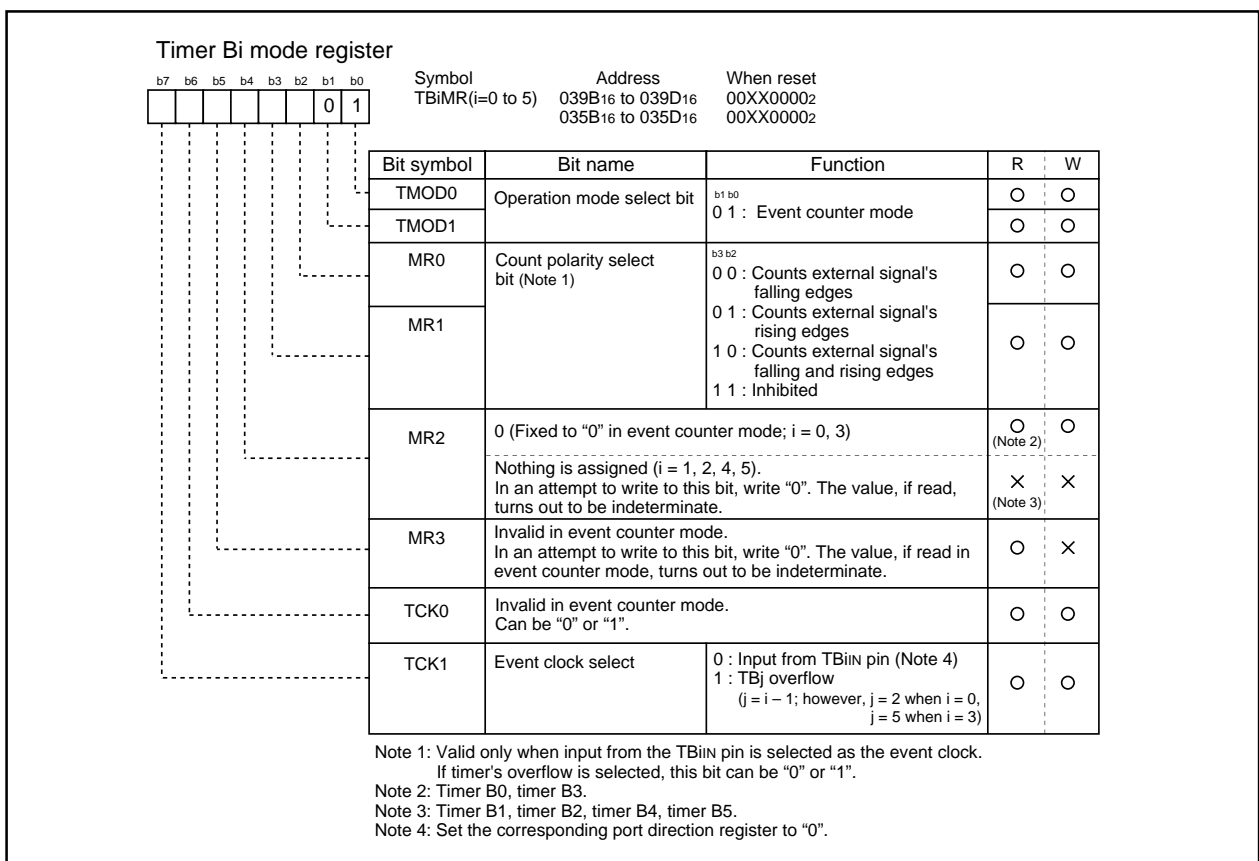 Timer Bi mode register
b7 b6 b5 b4 b3 b2 b1 b0
0 1
Symbol Address When reset
TBiMR(i=0 to 5) 039B16 to 039D16 00XX00002
035B16 to 035D16 00XX00002
Bit symbol Bit name Function R W
TMOD0 Operation mode select bit b1 b0
0 1 : Event counter mode
TMOD1
MR0 Count polarity select
bit (Note 1)
b3 b2
0 0 : Counts external signal's
falling edges
0 1 : Counts external signal's
rising edges
MR1
1 0 : Counts external signal's
falling and rising edges
1 1 : Inhibited
MR2 0 (Fixed to “0” in event counter mode; i = 0, 3)
(Note 2)
Nothing is assigned (i = 1, 2, 4, 5).
In an attempt to write to this bit, write “0”. The value, if read,
turns out to be indeterminate.
(Note 3)
MR3 Invalid in event counter mode.
In an attempt to write to this bit, write “0”. The value, if read in
event counter mode, turns out to be indeterminate.
TCK0 Invalid in event counter mode.
Can be “0” or “1”.
TCK1 Event clock select 0 : Input from TBiIN pin (Note 4)
1 : TBj overflow
(j = i – 1; however, j = 2 when i = 0,
j = 5 when i = 3)
Note 1: Valid only when input from the TBiIN pin is selected as the event clock.
If timer's overflow is selected, this bit can be “0” or “1”.
Note 2: Timer B0, timer B3.
Note 3: Timer B1, timer B2, timer B4, timer B5.
Note 4: Set the corresponding port direction register to “0”.